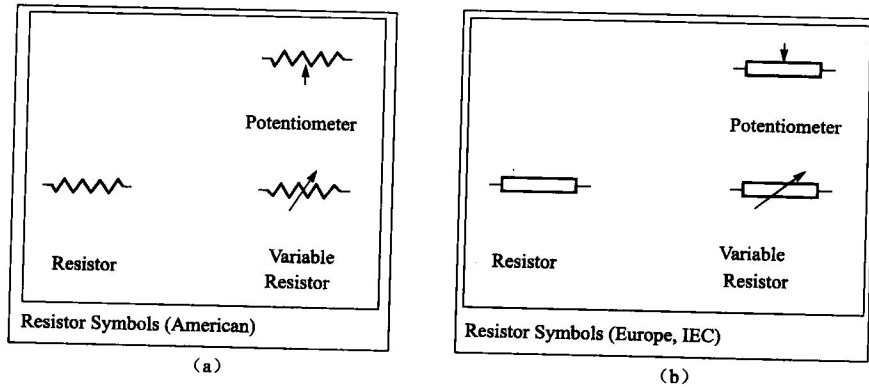 Potentiometer
Resistor
Variable
Resistor
Resistor Symbols (American)
(a)
Potentiometer
Resistor
Variable
Resistor
Resistor Symbols (Europe, IEC)
(b)